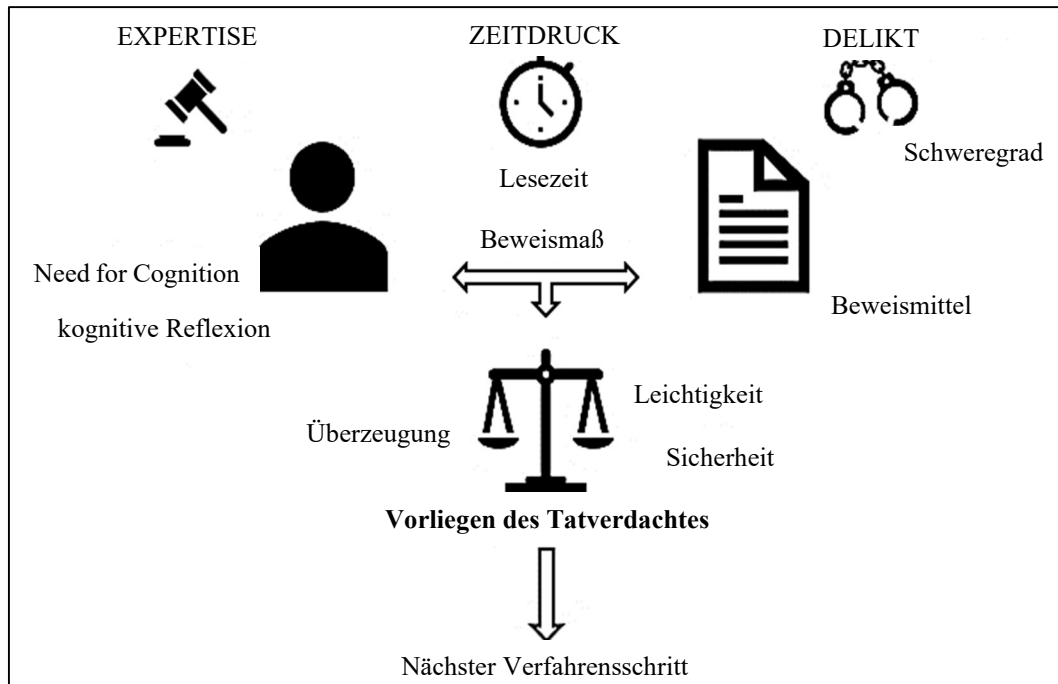 EXPERTISE
ZEITDRUCK
DELIKT
Schweregrad
Lesezeit
Beweismaß
Need for Cognition
Beweismittel
kognitive Reflexion
Leichtigkeit
Überzeugung
Sicherheit
Vorliegen des Tatverdachtes
Nächster Verfahrensschritt